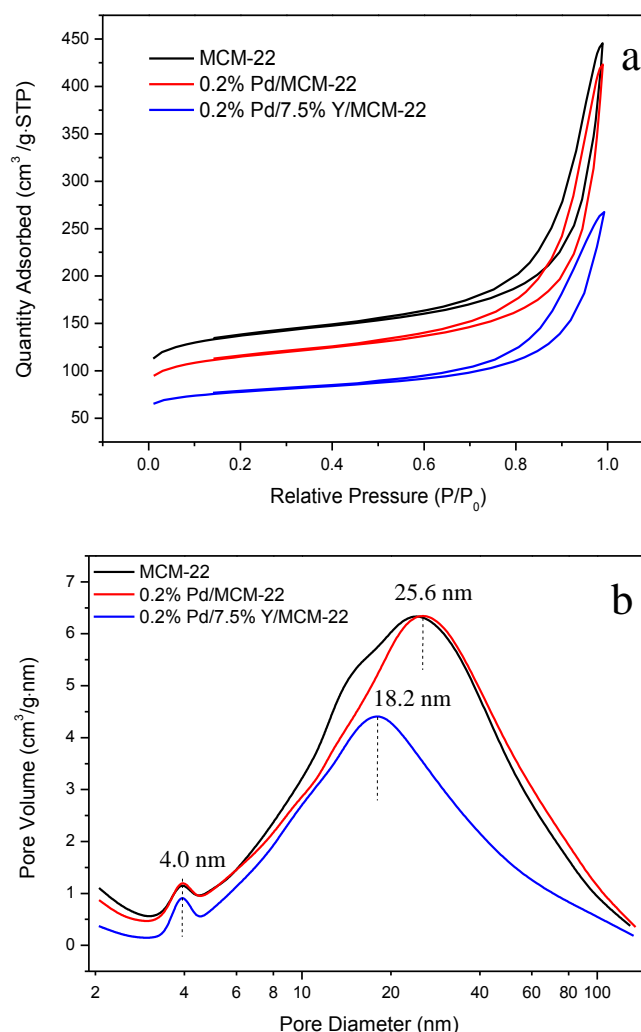 a
MCM-22
0.2% Pd/MCM-22
0.2% Pd/7.5% Y/MCM-22
450
400
350
300
250
200
150
100
50
Quantity Adsorbed (cm³ /g·STP)
0.0 0.2 0.4 0.6 0.8 1.0
Relative Pressure (P/P₀)
b
MCM-22
0.2% Pd/MCM-22
0.2% Pd/7.5% Y/MCM-22
25.6 nm
18.2 nm
4.0 nm
7
6
5
4
3
2
1
0
Pore Volume (cm³/g·nm)
2 4 6 8 10 20 40 60 80 100
Pore Diameter (nm)